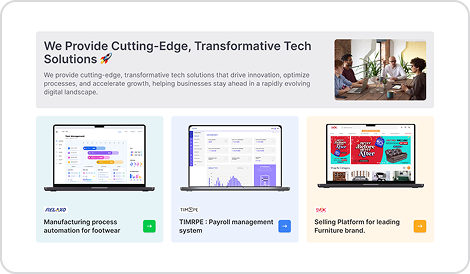 We Provide Cutting-Edge, Transformative Tech
Solutions 🚀
We provide cutting-edge, transformative tech solutions that drive innovation, optimize
processes, and accelerate growth, helping businesses stay ahead in a rapidly evolving
digital landscape.
RELAXO
Manufacturing process
automation for footwear
TIMRPE : Payroll management
system
Selling Platform for leading
Furniture brand.